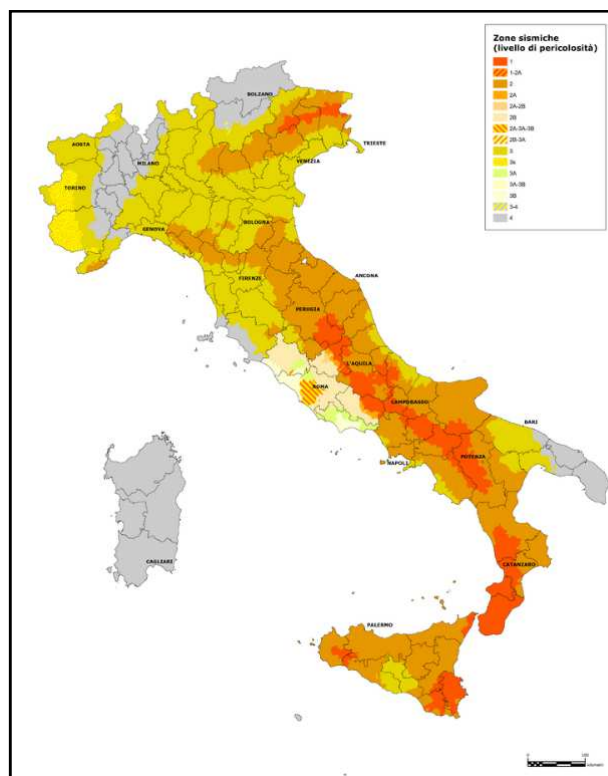 Zone sismiche
(livello di pericolosità)
1
1-2A
2
2A
2A-2B
2B
2A-3A-3B
2B-3A
3
3s
3A
3A-3B
3B
3-4
4
BOLZANO
AOSTA
TRIESTE
MILANO
VENEZIA
TORINO
BOLOGNA
GENOVA
ANCONA
FIRENZE
PERUGIA
L'AQUILA
ROMA
CAMPOBASSO
BARI
POTENZA
NAPOLI
CAGLIARI
CATANZARO
PALERMO
0
100